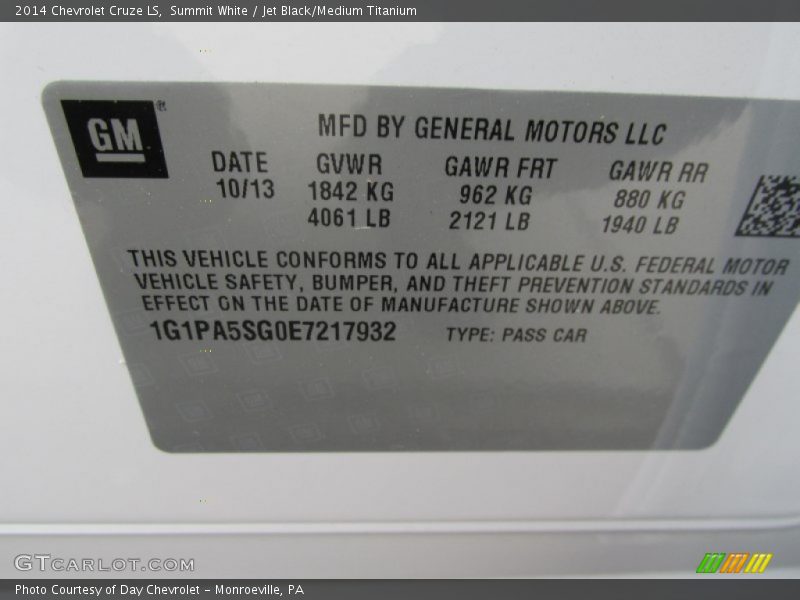 2014 Chevrolet Cruze LS, Summit White / Jet Black/Medium Titanium
GM®
MFD BY GENERAL MOTORS LLC
DATE GVWR GAWR FRT GAWR RR
10/13 1842 KG 962 KG 880 KG
4061 LB 2121 LB 1940 LB
THIS VEHICLE CONFORMS TO ALL APPLICABLE U.S. FEDERAL MOTOR
VEHICLE SAFETY, BUMPER, AND THEFT PREVENTION STANDARDS IN
EFFECT ON THE DATE OF MANUFACTURE SHOWN ABOVE.
1G1PA5SG0E7217932 TYPE: PASS CAR
GTCARLOT.COM
Photo Courtesy of Day Chevrolet - Monroeville, PA